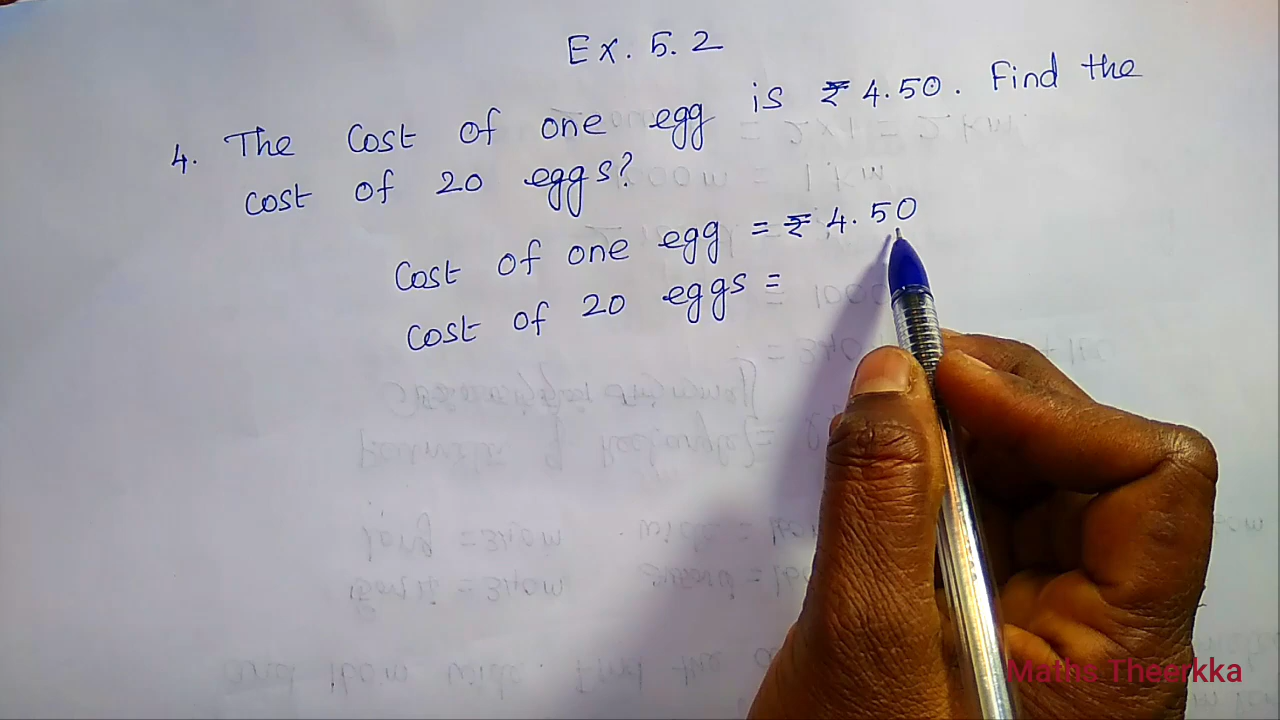 Ex. 5.2
4. The Cost of one egg is ₹ 4.50. Find the
cost of 20 eggs?
Cost of one egg = ₹ 4.50
Cost of 20 eggs =
Maths Theerkka